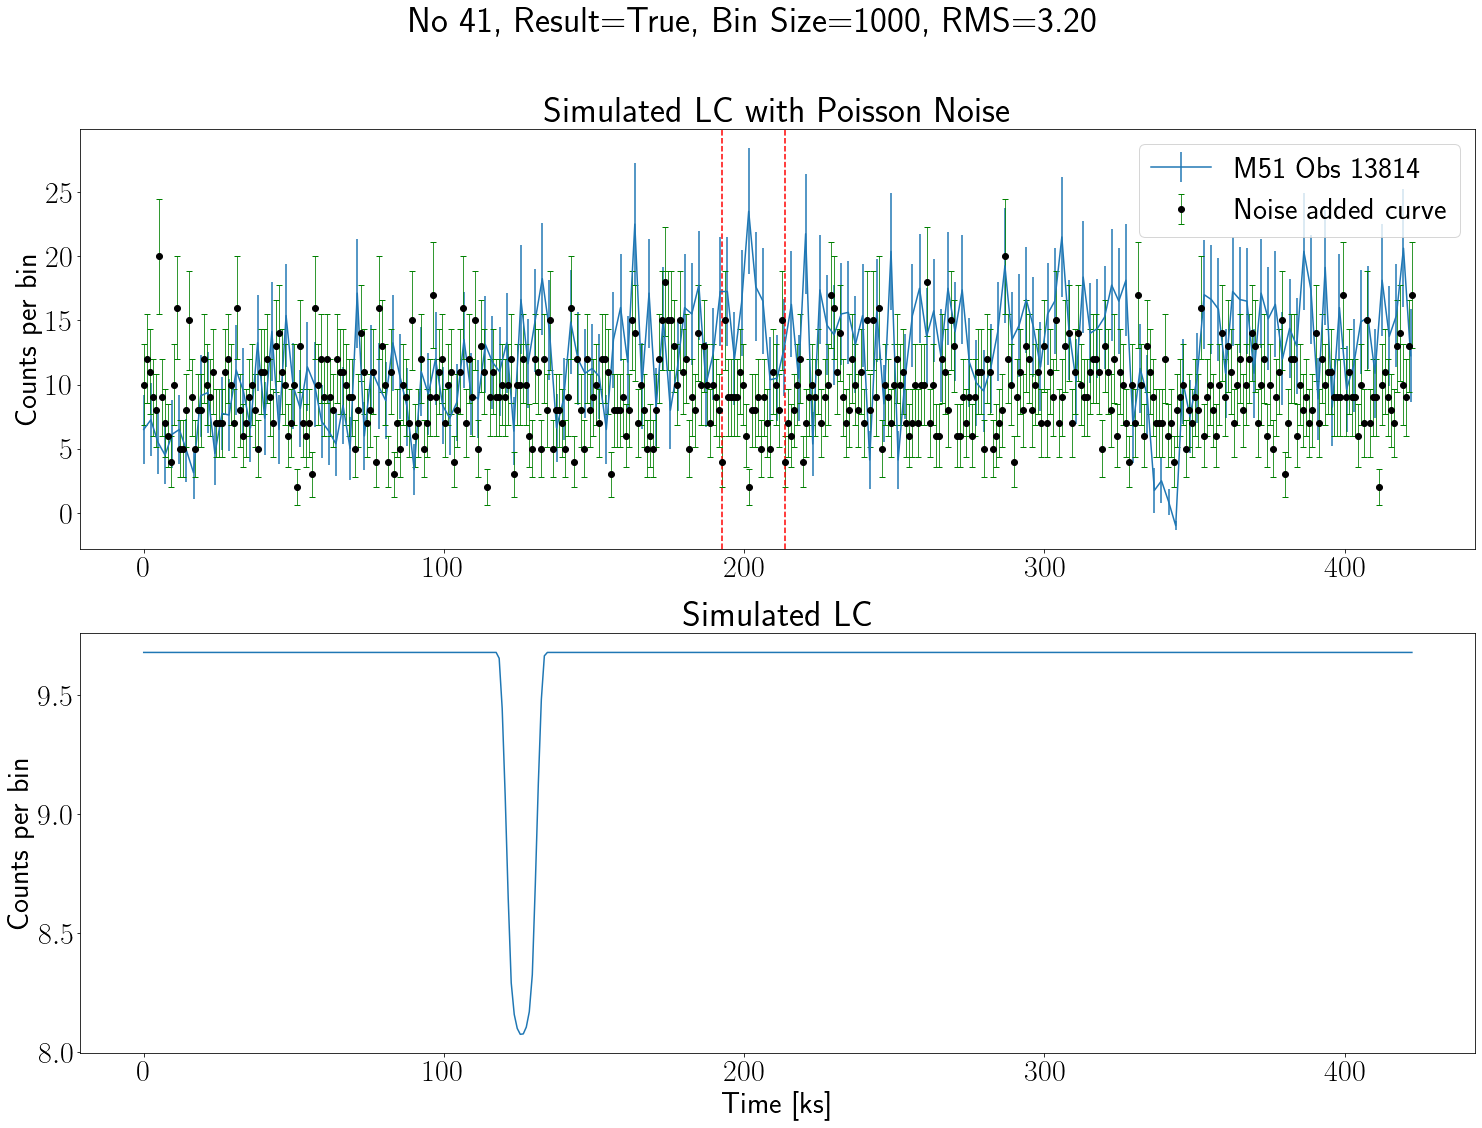 No 41, Result=True, Bin Size=1000, RMS=3.20
Simulated LC with Poisson Noise
M51 Obs 13814
Noise added curve
Counts per bin
25
20
15
10
5
0
0 100 200 300 400
Simulated LC
Counts per bin
9.5
9.0
8.5
8.0
0 100 200 300 400
Time [ks]